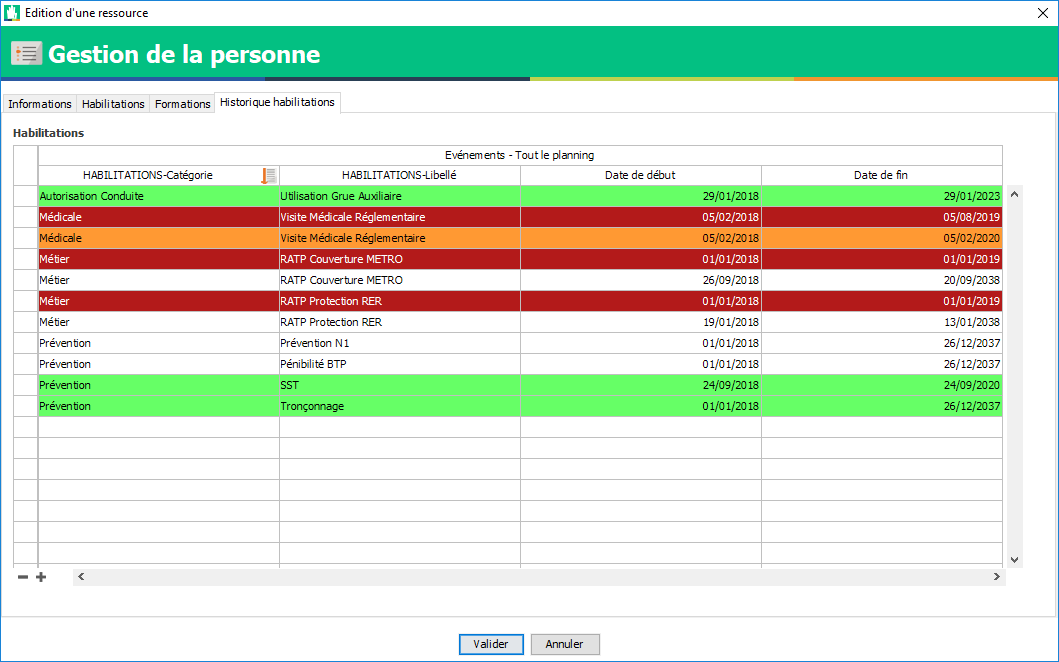 Edition d'une ressource
Gestion de la personne
Informations Habilitations Formations Historique habilitations
Habilitations
Evénements - Tout le planning
HABILITATIONS-Catégorie HABILITATIONS-Libellé Date de début Date de fin
Autorisation Conduite Utilisation Grue Auxiliaire 29/01/2018 29/01/2023
Médicale Visite Médicale Réglementaire 05/02/2018 05/08/2019
Médicale Visite Médicale Réglementaire 05/02/2018 05/02/2020
Métier RATP Couverture METRO 01/01/2018 01/01/2019
Métier RATP Couverture METRO 26/09/2018 20/09/2038
Métier RATP Protection RER 01/01/2018 01/01/2019
Métier RATP Protection RER 19/01/2018 13/01/2038
Prévention Prévention N1 01/01/2018 26/12/2037
Prévention Pénibilité BTP 01/01/2018 26/12/2037
Prévention SST 24/09/2018 24/09/2020
Prévention Tronçonnage 01/01/2018 26/12/2037
Valider Annuler